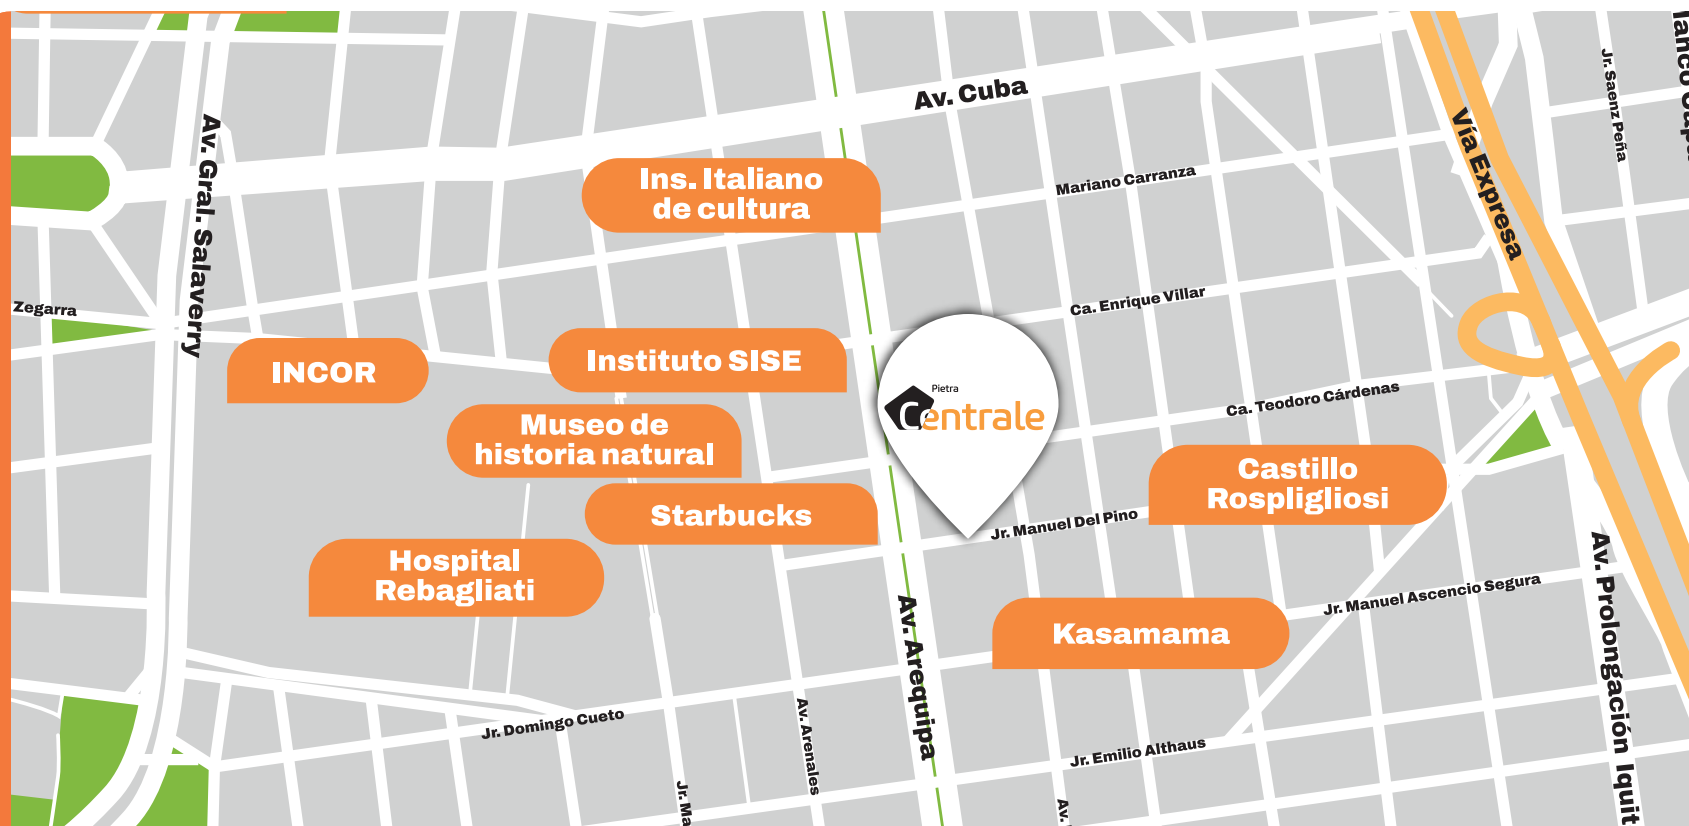 Av. Cuba
Jr. Saenz Peña
Av. Gral. Salaverry
Vía Expresa
Ins. Italiano
de cultura
Mariano Carranza
Zegarra
Ca. Enrique Villar
INCOR
Instituto SISE
Pietra
Centrale
Ca. Teodoro Cárdenas
Museo de
historia natural
Castillo
Rospligliosi
Starbucks
Jr. Manuel Del Pino
Hospital
Rebagliati
Av. Prolongación Iquit
Jr. Manuel Ascencio Segura
Av. Arequipa
Kasamama
Jr. Domingo Cueto
Av. Arenales
Jr. Emilio Althaus
Jr. Ma
Av.